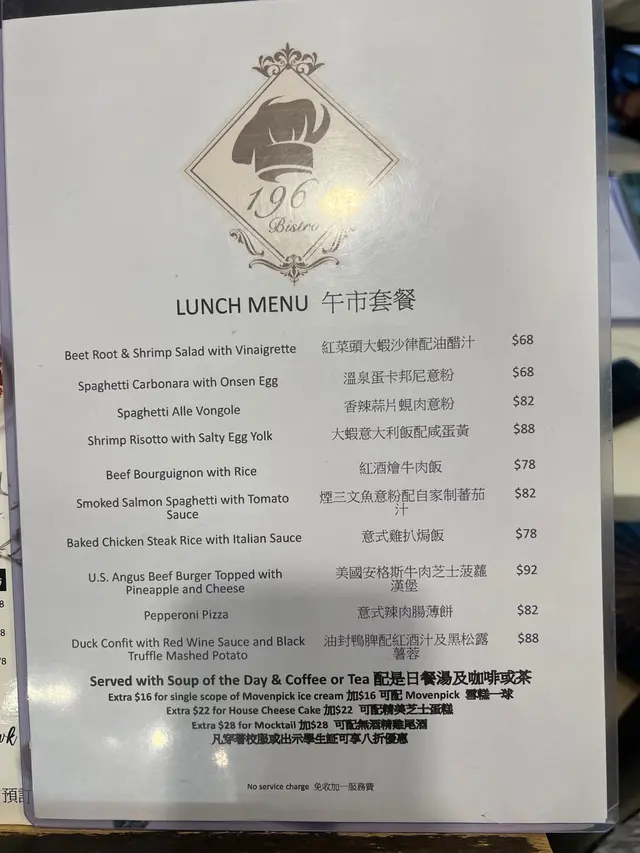 196
Bistro
LUNCH MENU 午市套餐
Beet Root & Shrimp Salad with Vinaigrette 紅菜頭大蝦沙律配油醋汁 $68
Spaghetti Carbonara with Onsen Egg 溫泉蛋卡邦尼意粉 $68
Spaghetti Alle Vongole 香辣蒜片蜆肉意粉 $82
Shrimp Risotto with Salty Egg Yolk 大蝦意大利飯配咸蛋黃 $88
Beef Bourguignon with Rice 紅酒燴牛肉飯 $78
Smoked Salmon Spaghetti with Tomato 煙三文魚意粉配自家制蕃茄 $82
Sauce 汁
Baked Chicken Steak Rice with Italian Sauce 意式雞扒焗飯 $78
U.S. Angus Beef Burger Topped with 美國安格斯牛肉芝士菠蘿 $92
Pineapple and Cheese 漢堡
Pepperoni Pizza 意式辣肉腸薄餅 $82
Duck Confit with Red Wine Sauce and Black 油封鴨脾配紅酒汁及黑松露 $88
Truffle Mashed Potato 薯蓉
Served with Soup of the Day & Coffee or Tea 配是日餐湯及咖啡或茶
Extra $16 for single scope of Movenpick ice cream 加$16 可配 Movenpick 雪糕一球
Extra $22 for House Cheese Cake 加$22 可配精美芝士蛋糕
Extra $28 for Mocktail 加$28 可配無酒精雞尾酒
凡穿着校服或出示學生証可享八折優惠
No service charge 免收加一服務費
預訂